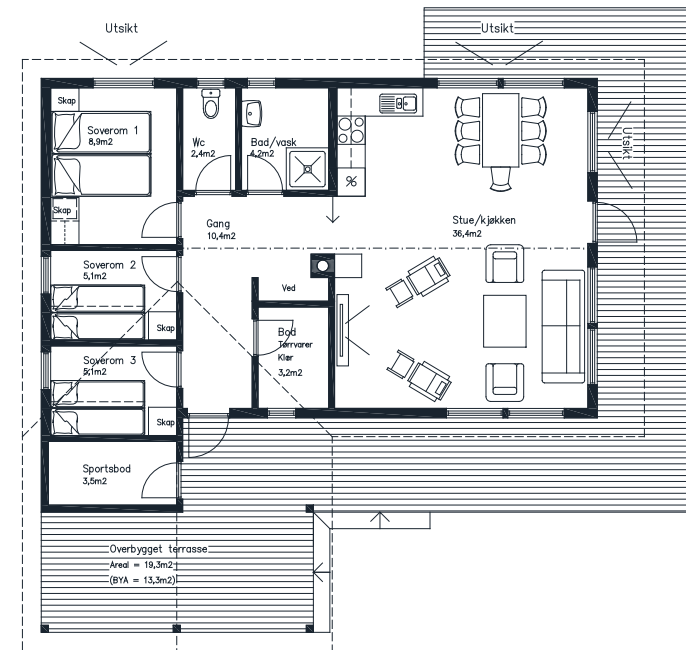 Utsikt
Utsikt
Skap
Soverom 1
8,9m2
Wc
2,4m2
Bad/vask
4,2m2
Utsikt
%
Skap
Gang
10,4m2
Stue/kjøkken
36,4m2
Soverom 2
5,1m2
Ved
Skap
Bod
Tørrvarer
Klær
3,2m2
Soverom 3
5,1m2
Skap
Sportsbod
3,5m2
Overbygget terrasse
Areal = 19,3m2
(BYA = 13,3m2)